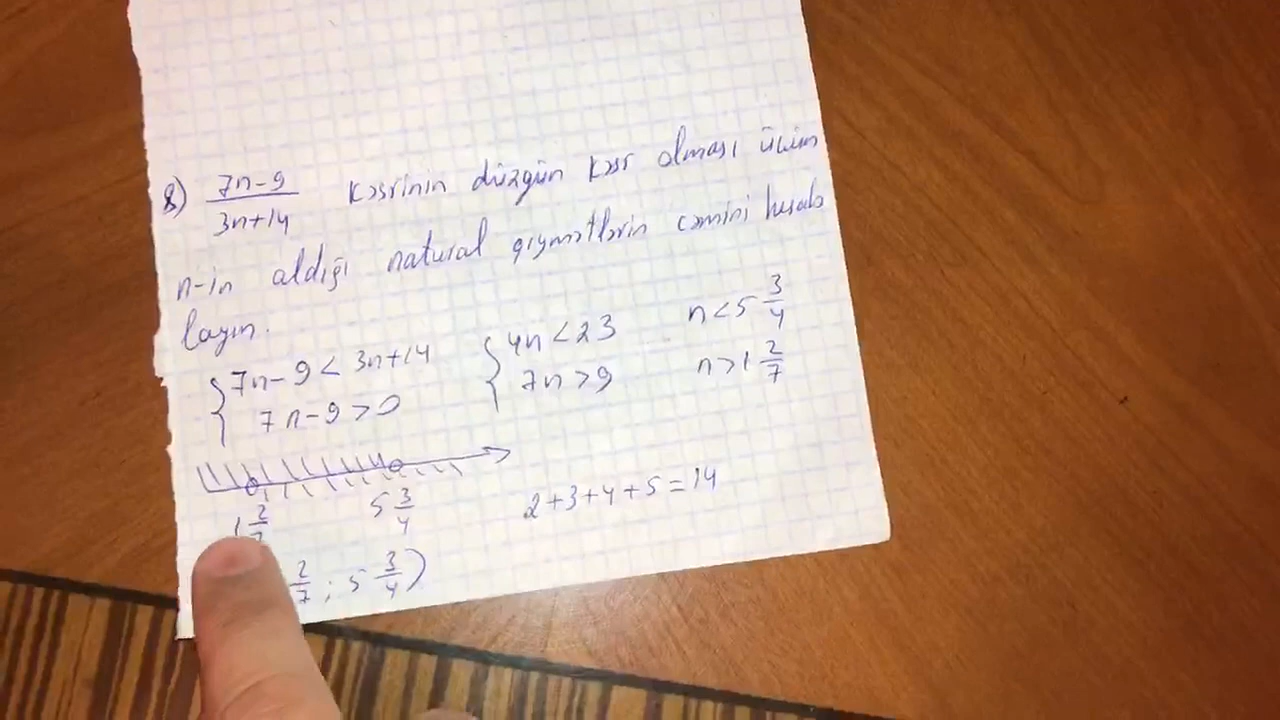 8) (7n-9)/(3n+14) kəsrinin düzgün kəsr olması üçün
n-in aldığı natural qiymətlərin cəmini hesab
layın.
{ 7n-9 < 3n+14 { 4n < 23 n < 5 3/4
7n-9 > 0 7n > 9 n > 1 2/7
1 2/7 5 3/4 2+3+4+5=14
2/7 ; 5 3/4)